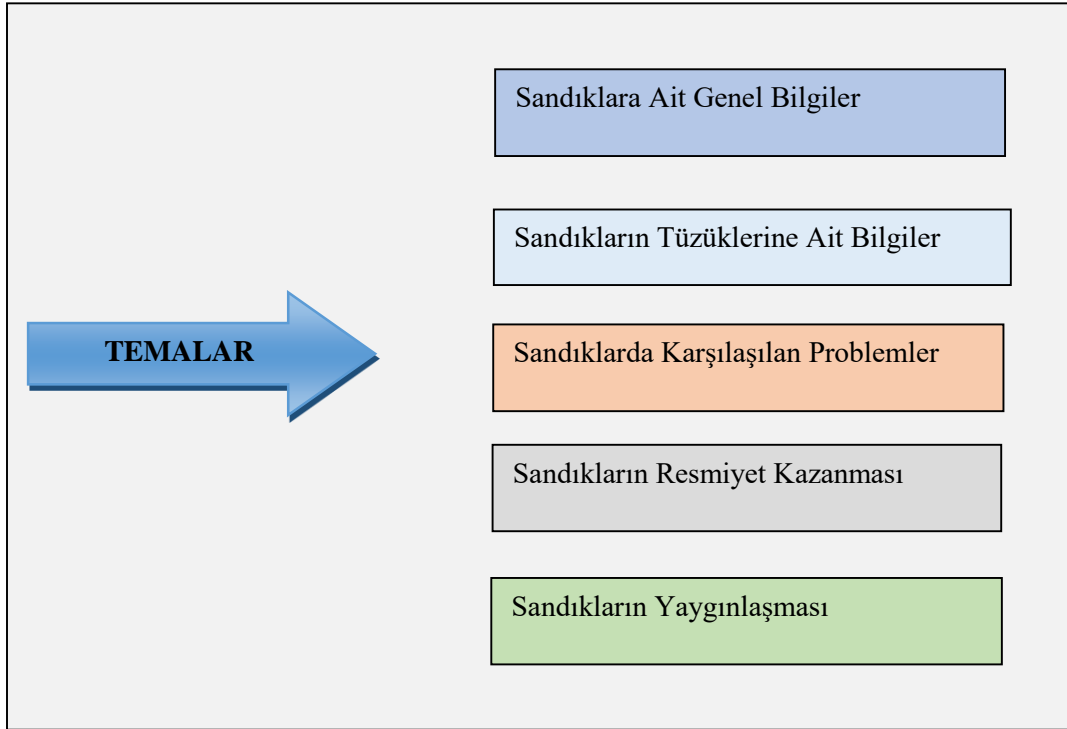 TEMALAR
Sandıklara Ait Genel Bilgiler
Sandıkların Tüzüklerine Ait Bilgiler
Sandıklarda Karşılaşılan Problemler
Sandıkların Resmiyet Kazanması
Sandıkların Yaygınlaşması